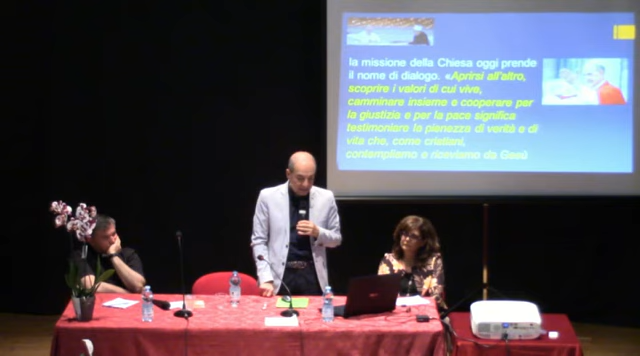 la missione della Chiesa oggi prende
il nome di dialogo. «Aprirsi all'altro,
scoprire i valori di cui vive,
camminare insieme e cooperare per
la giustizia e per la pace significa
testimoniare la pienezza di verità e di
vita che, come cristiani,
contempliamo e riceviamo da Gesù